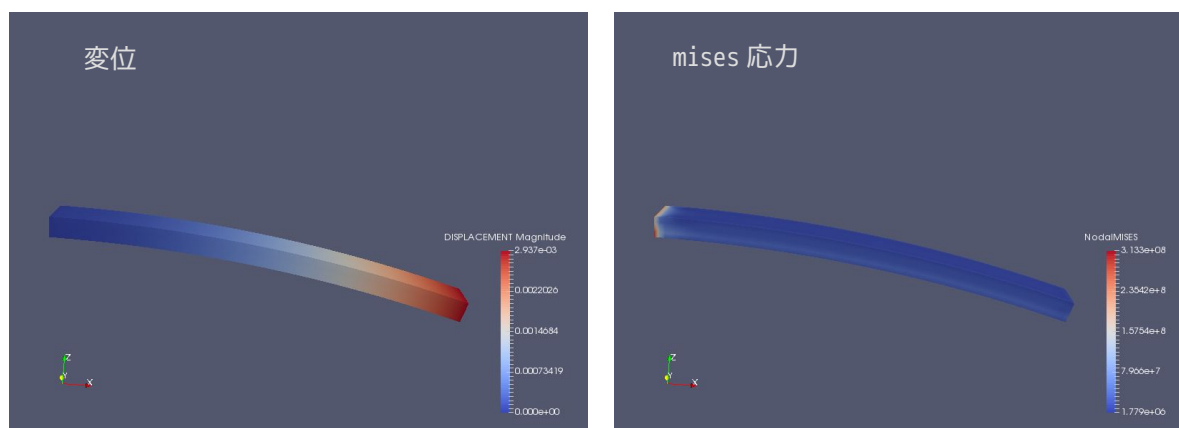 変位
DISPLACEMENT Magnitude
2.937e-03
0.0022026
0.0014684
0.00073419
0.000e+00
Z
Y
X
mises 応力
NodalMISES
3.133e+08
2.3542e+8
1.5754e+8
7.966e+7
1.779e+06
Z
Y
X